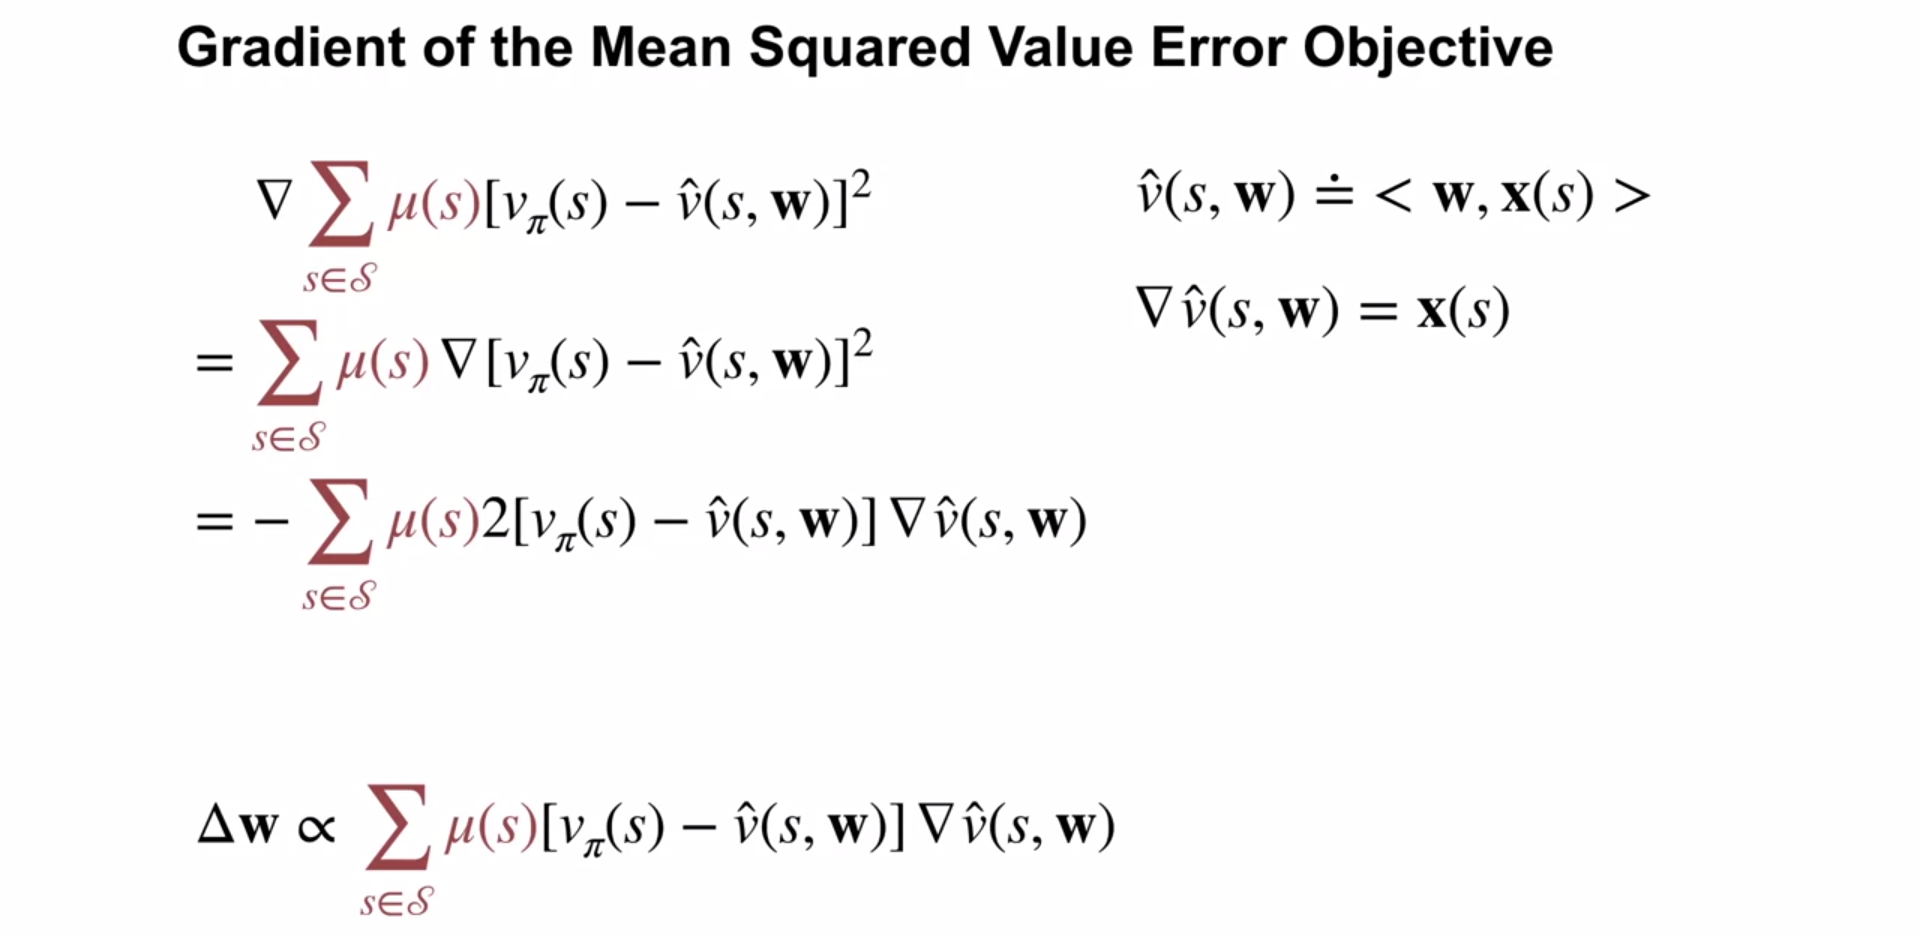 Gradient of the Mean Squared Value Error Objective
∇ ∑ μ(s)[v_π(s) − v̂(s, w)]²
s∈𝒮
= ∑ μ(s) ∇[v_π(s) − v̂(s, w)]²
s∈𝒮
= − ∑ μ(s)2[v_π(s) − v̂(s, w)] ∇v̂(s, w)
s∈𝒮
Δw ∝ ∑ μ(s)[v_π(s) − v̂(s, w)] ∇v̂(s, w)
s∈𝒮
v̂(s, w) ≐ < w, x(s) >
∇v̂(s, w) = x(s)